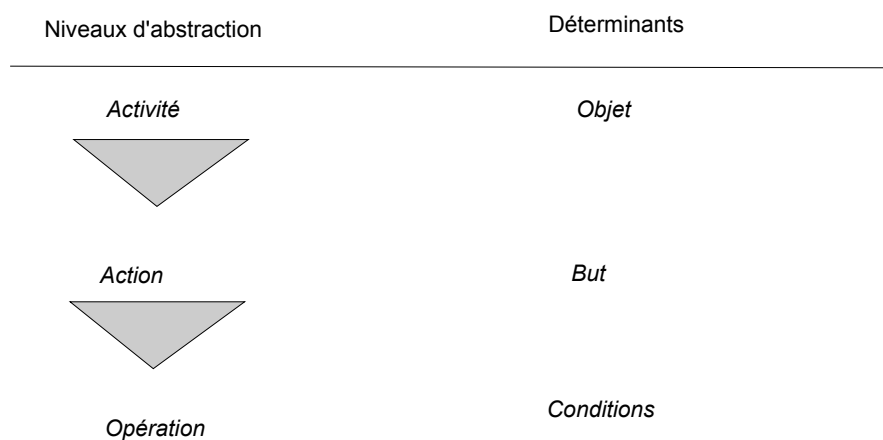 Niveaux d'abstraction
Déterminants
Activité
Objet
Action
But
Opération
Conditions